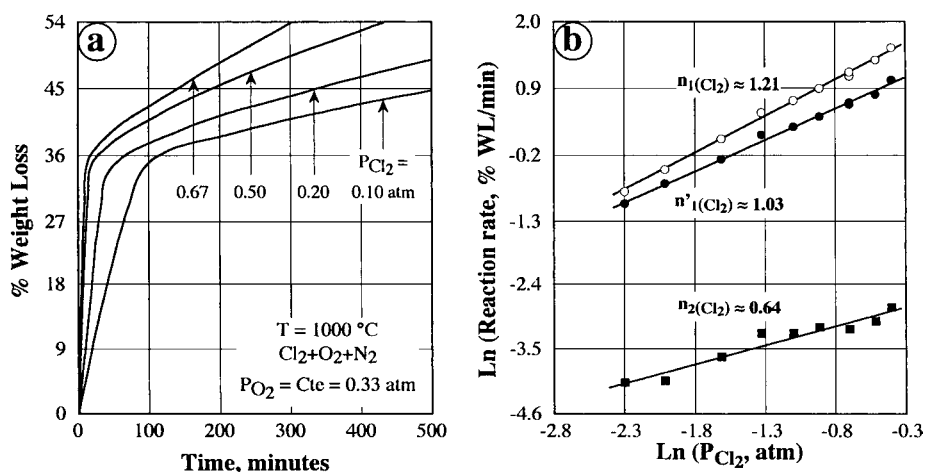 a
54
45
36
27
18
9
0
% Weight Loss
P_Cl2 =
0.67 0.50 0.20 0.10 atm
T = 1000 °C
Cl2+O2+N2
P_O2 = Cte = 0.33 atm
0 100 200 300 400 500
Time, minutes
b
2.0
0.9
-0.2
-1.3
-2.4
-3.5
-4.6
Ln (Reaction rate, % WL/min)
n1(Cl2) ≈ 1.21
n'1(Cl2) ≈ 1.03
n2(Cl2) ≈ 0.64
-2.8 -2.3 -1.8 -1.3 -0.8 -0.3
Ln (P_Cl2, atm)